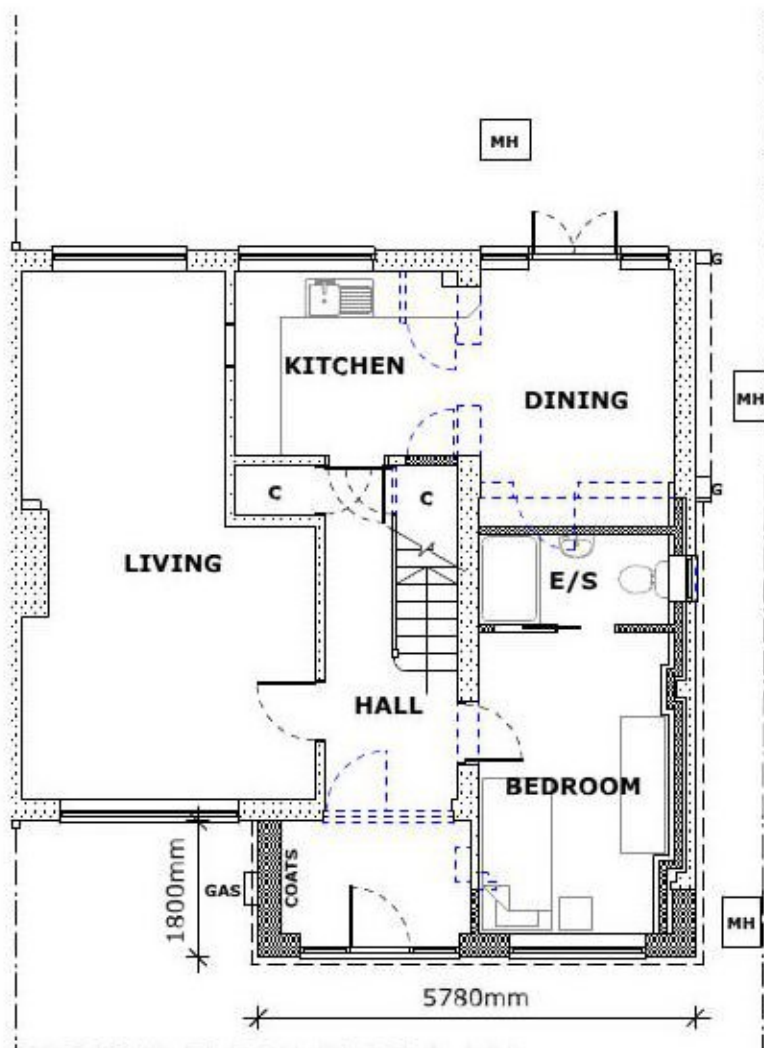 MH
G
KITCHEN
MH
DINING
C
C
G
LIVING
E/S
HALL
BEDROOM
1800mm
GAS
COATS
MH
5780mm